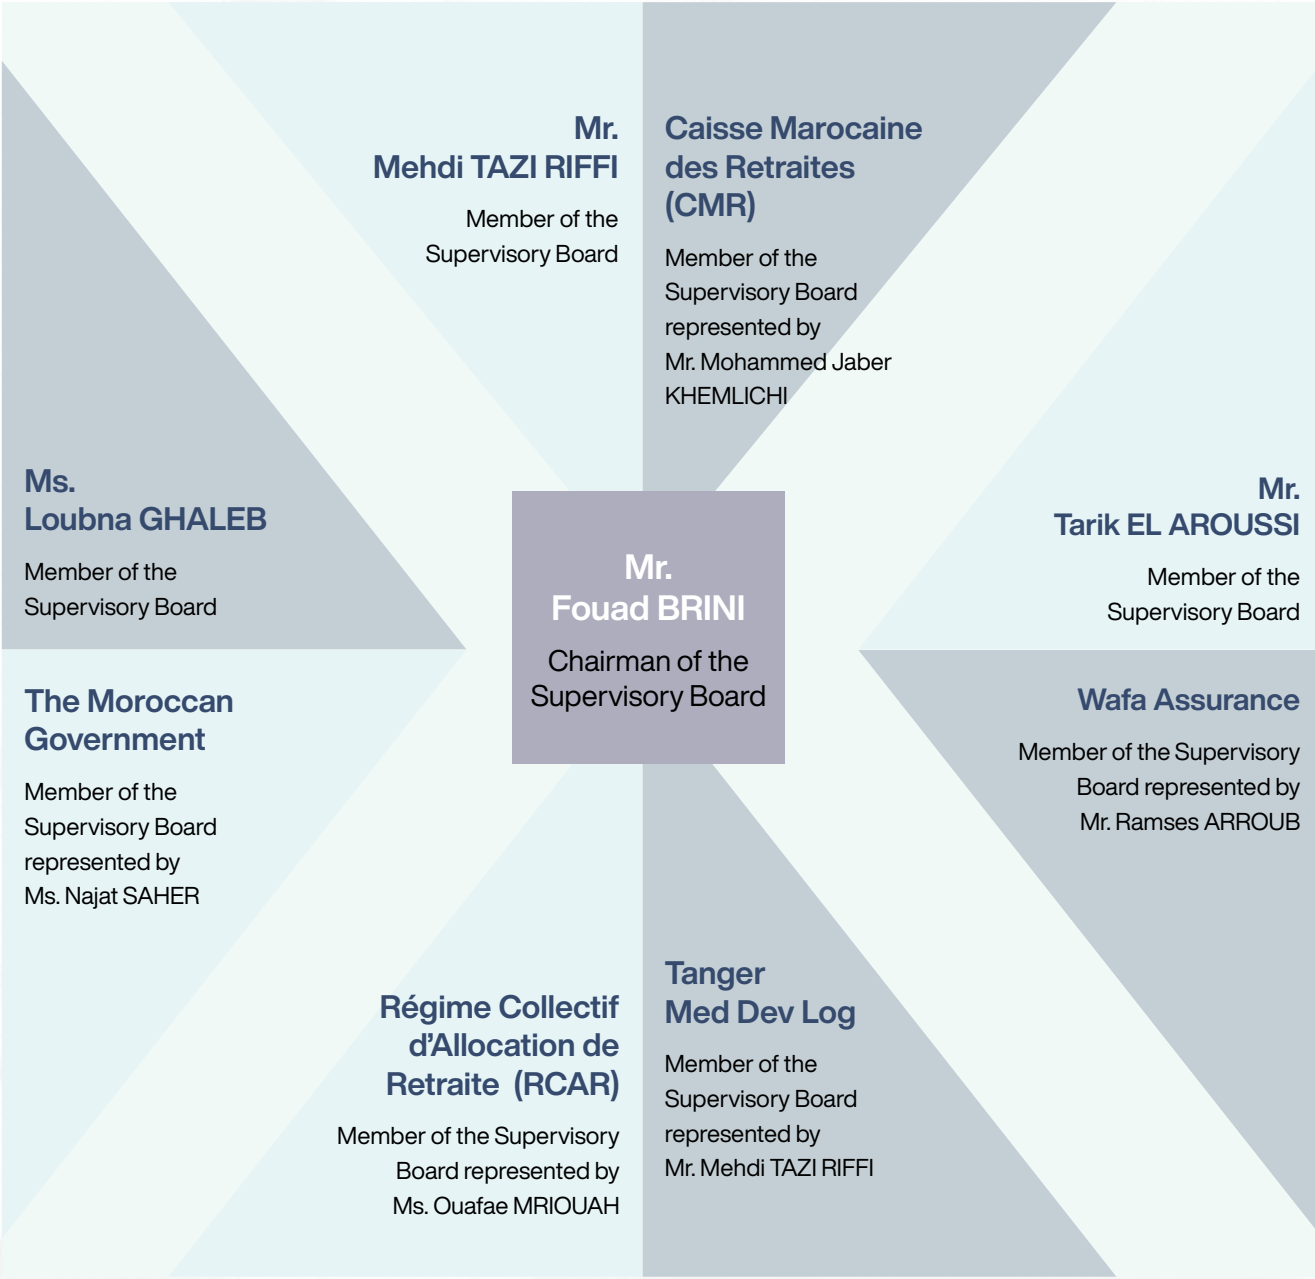 Mr.
Mehdi TAZI RIFFI
Member of the
Supervisory Board
Caisse Marocaine
des Retraites
(CMR)
Member of the
Supervisory Board
represented by
Mr. Mohammed Jaber
KHEMLICHI
Ms.
Loubna GHALEB
Member of the
Supervisory Board
Mr.
Fouad BRINI
Chairman of the
Supervisory Board
Mr.
Tarik EL AROUSSI
Member of the
Supervisory Board
The Moroccan
Government
Member of the
Supervisory Board
represented by
Ms. Najat SAHER
Wafa Assurance
Member of the Supervisory
Board represented by
Mr. Ramses ARROUB
Régime Collectif
d’Allocation de
Retraite (RCAR)
Member of the Supervisory
Board represented by
Ms. Ouafae MRIOUAH
Tanger
Med Dev Log
Member of the
Supervisory Board
represented by
Mr. Mehdi TAZI RIFFI